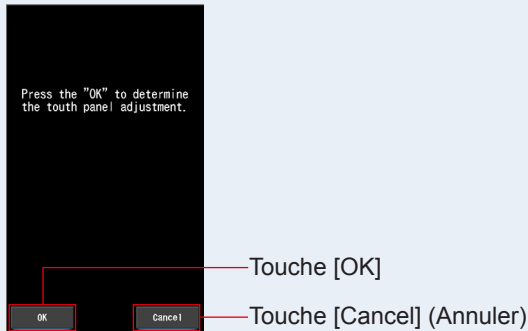 Press the "OK" to determine
the touth panel adjustment.
Touche [OK]
OK
Cancel
Touche [Cancel] (Annuler)